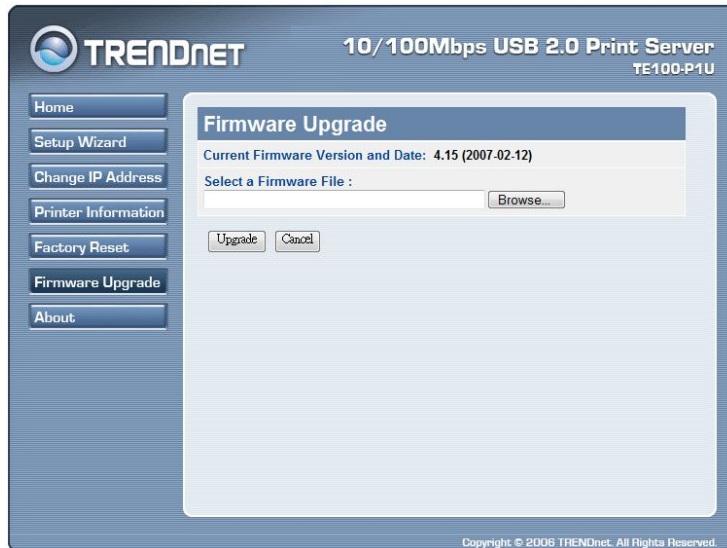 TRENDnet
10/100Mbps USB 2.0 Print Server
TE100-P1U
Home
Setup Wizard
Change IP Address
Printer Information
Factory Reset
Firmware Upgrade
About
Firmware Upgrade
Current Firmware Version and Date: 4.15 (2007-02-12)
Select a Firmware File :
Browse...
Upgrade Cancel
Copyright © 2006 TRENDnet. All Rights Reserved.